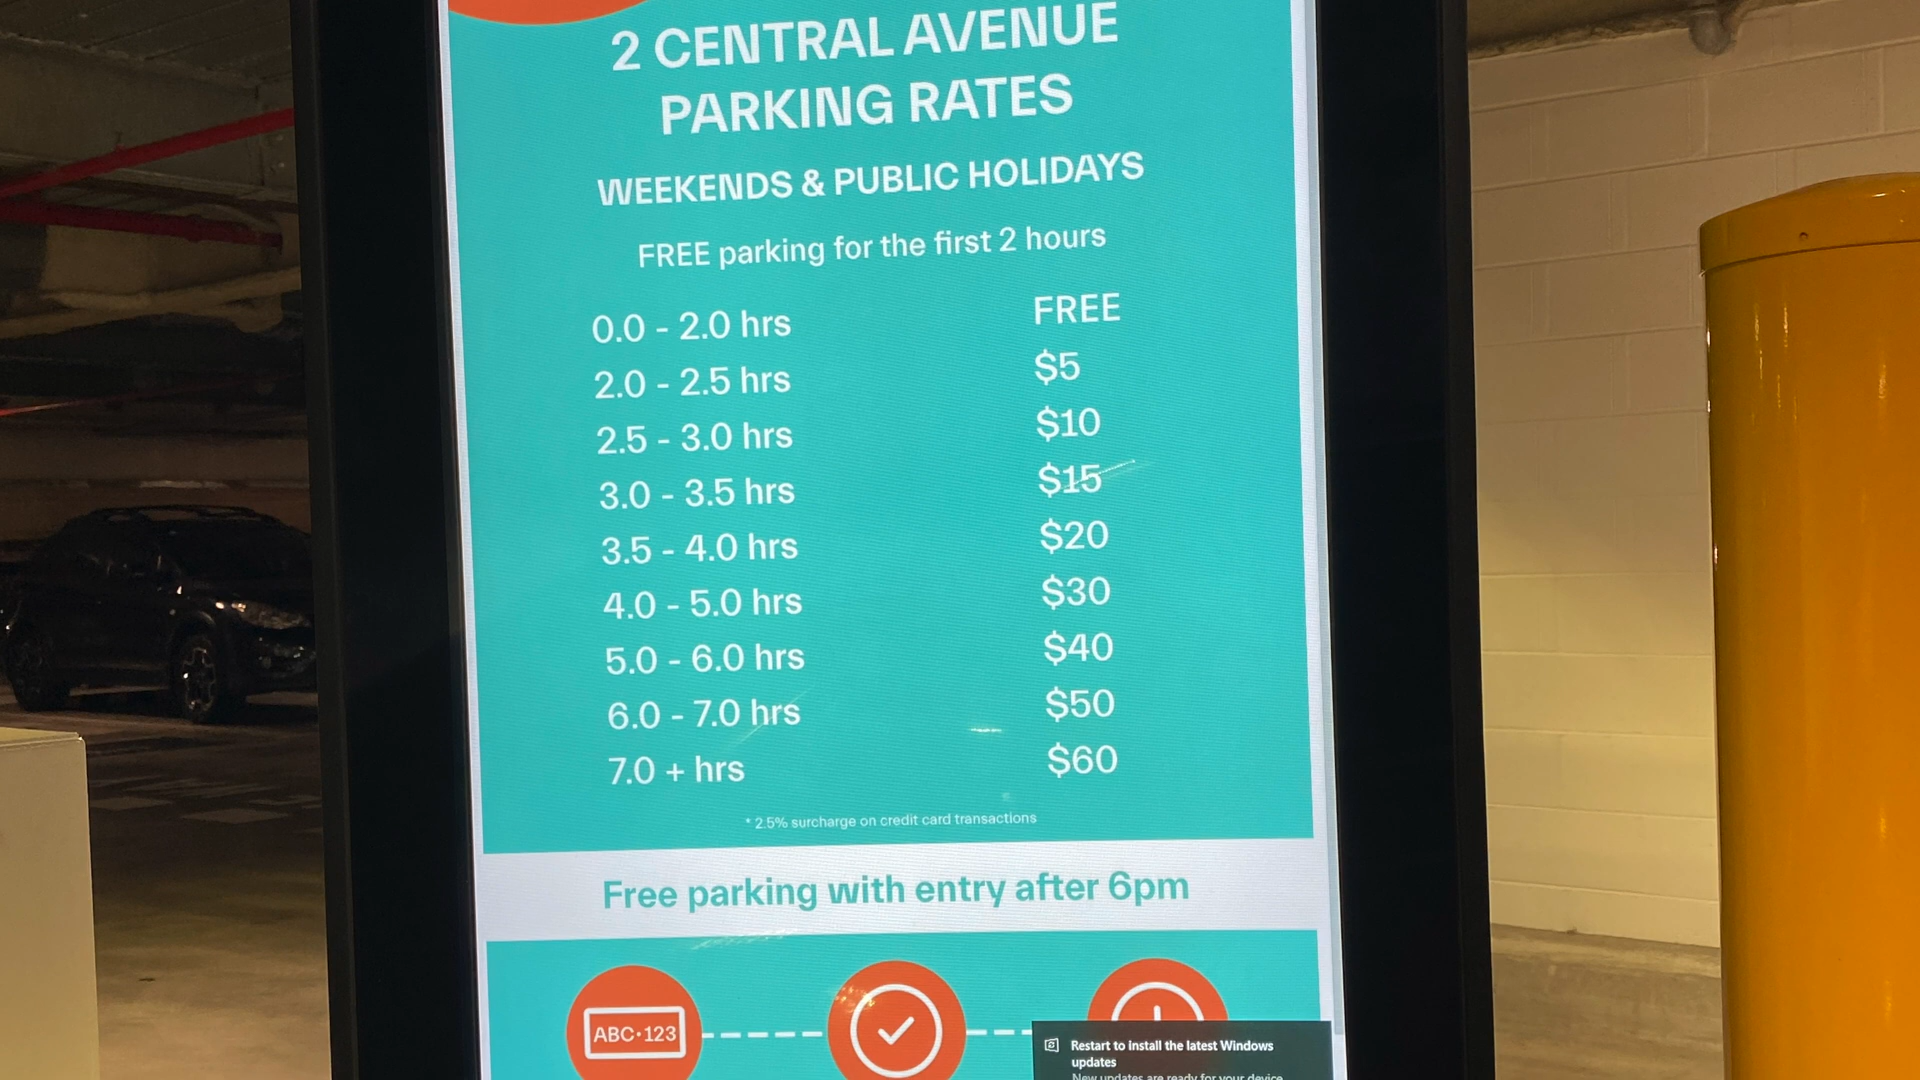 2 CENTRAL AVENUE
PARKING RATES
WEEKENDS & PUBLIC HOLIDAYS
FREE parking for the first 2 hours
0.0 - 2.0 hrs FREE
2.0 - 2.5 hrs $5
2.5 - 3.0 hrs $10
3.0 - 3.5 hrs $15
3.5 - 4.0 hrs $20
4.0 - 5.0 hrs $30
5.0 - 6.0 hrs $40
6.0 - 7.0 hrs $50
7.0 + hrs $60
* 2.5% surcharge on credit card transactions
Free parking with entry after 6pm
ABC·123
Restart to install the latest Windows
updates
New updates are ready for your device